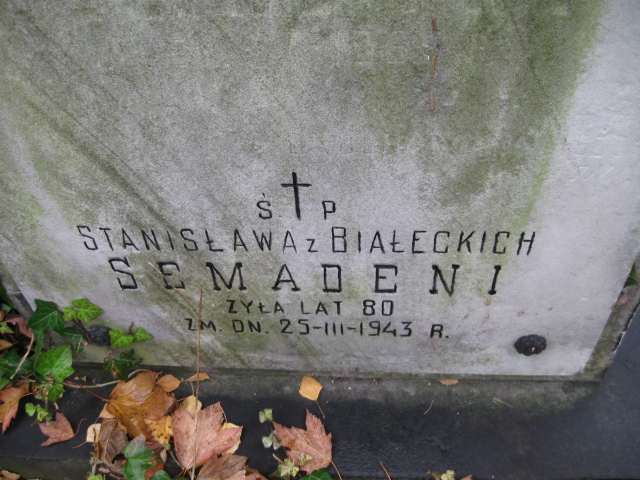 Ś P
STANISŁAWA z BIAŁECKICH
SEMADENI
ŻYŁA LAT 80
ZM. DN. 25-III-1943 R.